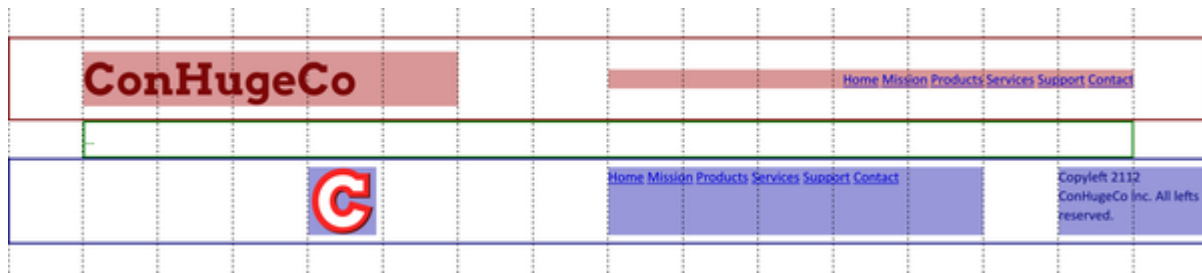 ConHugeCo
Home Mission Products Services Support Contact
...
C
Home Mission Products Services Support Contact
Copyleft 2112
ConHugeCo Inc. All lefts
reserved.